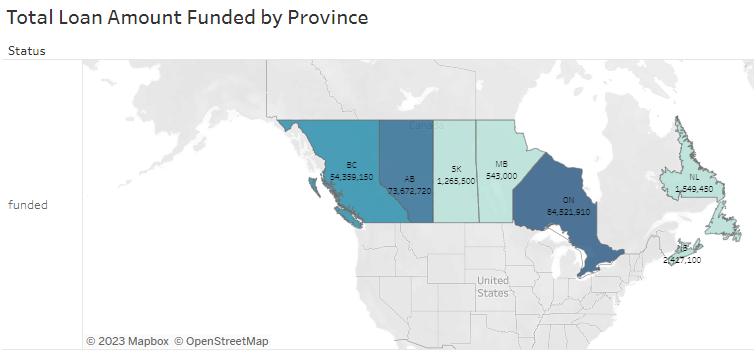 Total Loan Amount Funded by Province
Status
funded
Canada
BC
54,359,150
AB
73,672,720
SK
1,265,500
MB
543,000
ON
84,521,910
NL
1,549,450
2,417,100
United
States
© 2023 Mapbox © OpenStreetMap